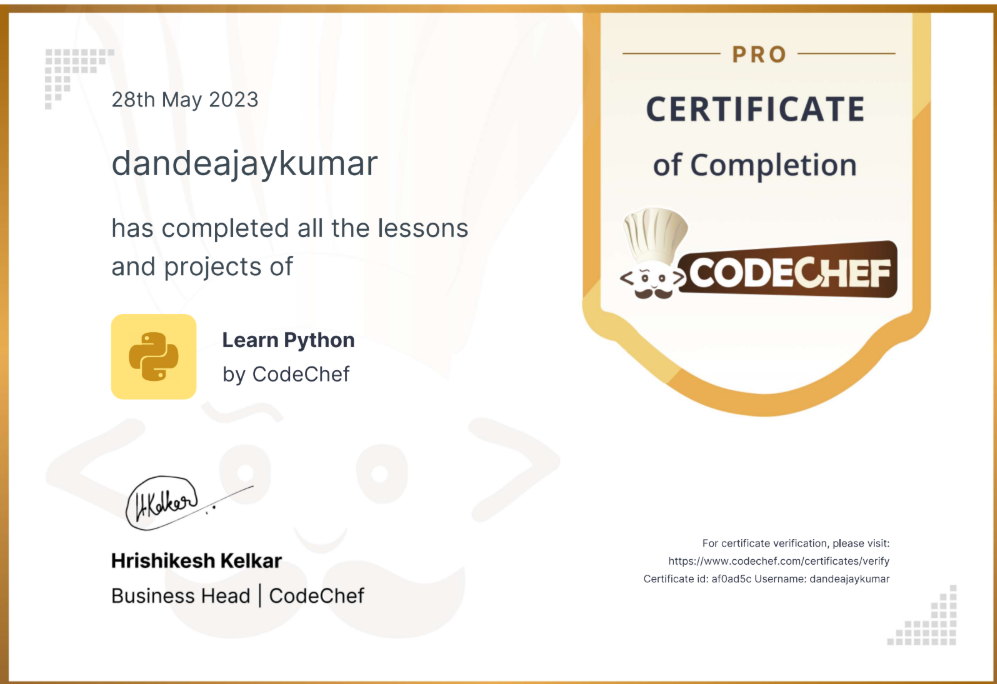 28th May 2023
dandeajaykumar
has completed all the lessons
and projects of
Learn Python
by CodeChef
H.Kelkar
Hrishikesh Kelkar
Business Head | CodeChef
PRO
CERTIFICATE
of Completion
CODECHEF
For certificate verification, please visit:
https://www.codechef.com/certificates/verify
Certificate id: af0ad5c Username: dandeajaykumar